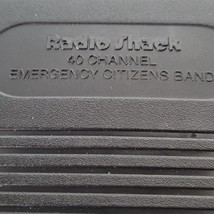 Radio Shack
40 CHANNEL
EMERGENCY CITIZENS BAND